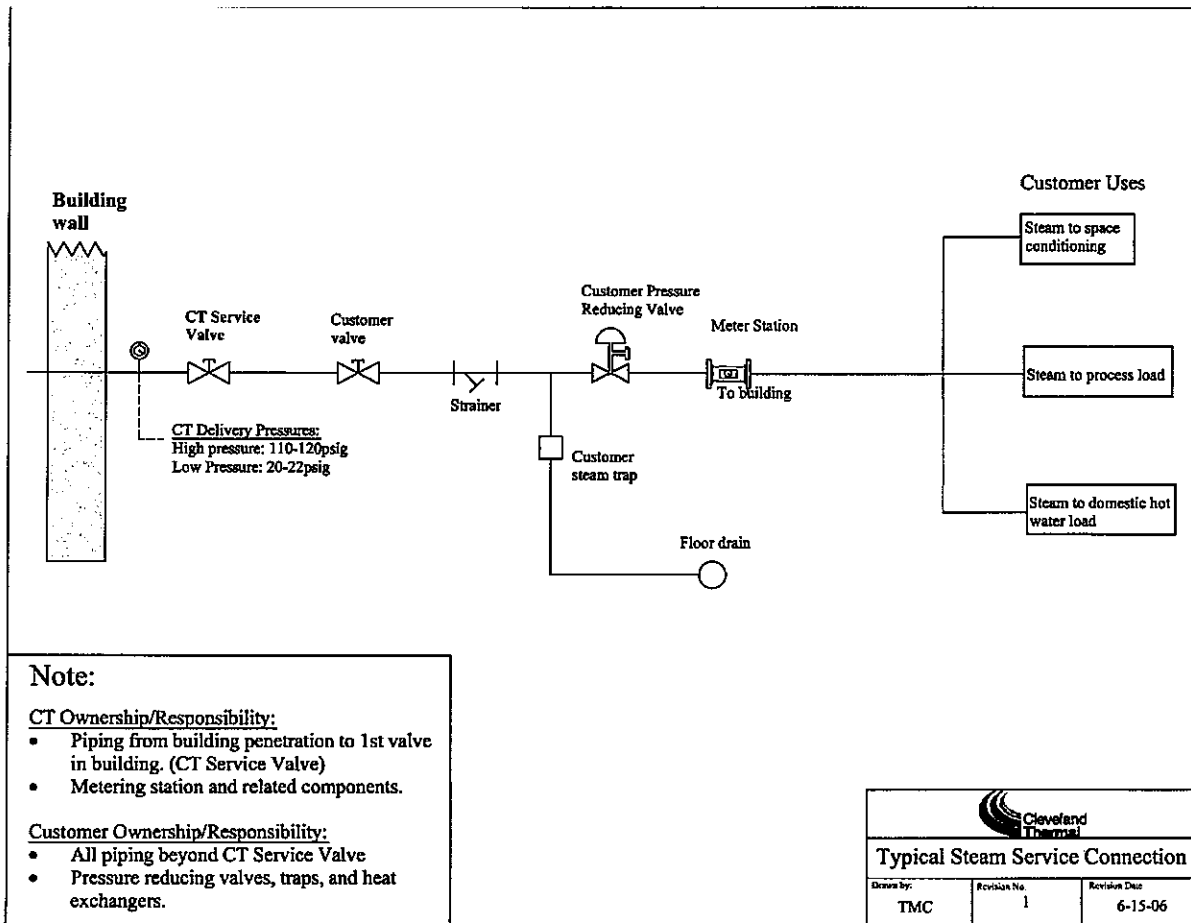 Customer Uses
Building
wall
Steam to space
conditioning
CT Service
Valve
Customer
valve
Customer Pressure
Reducing Valve
Meter Station
Strainer
To building
Steam to process load
CT Delivery Pressures:
High pressure: 110-120psig
Low Pressure: 20-22psig
Customer
steam trap
Steam to domestic hot
water load
Floor drain
Note:
CT Ownership/Responsibility:
• Piping from building penetration to 1st valve
in building. (CT Service Valve)
• Metering station and related components.
Customer Ownership/Responsibility:
• All piping beyond CT Service Valve
• Pressure reducing valves, traps, and heat
exchangers.
Cleveland
Thermal
Typical Steam Service Connection
Drawn by:
TMC
Revision No.
1
Revision Date
6-15-06